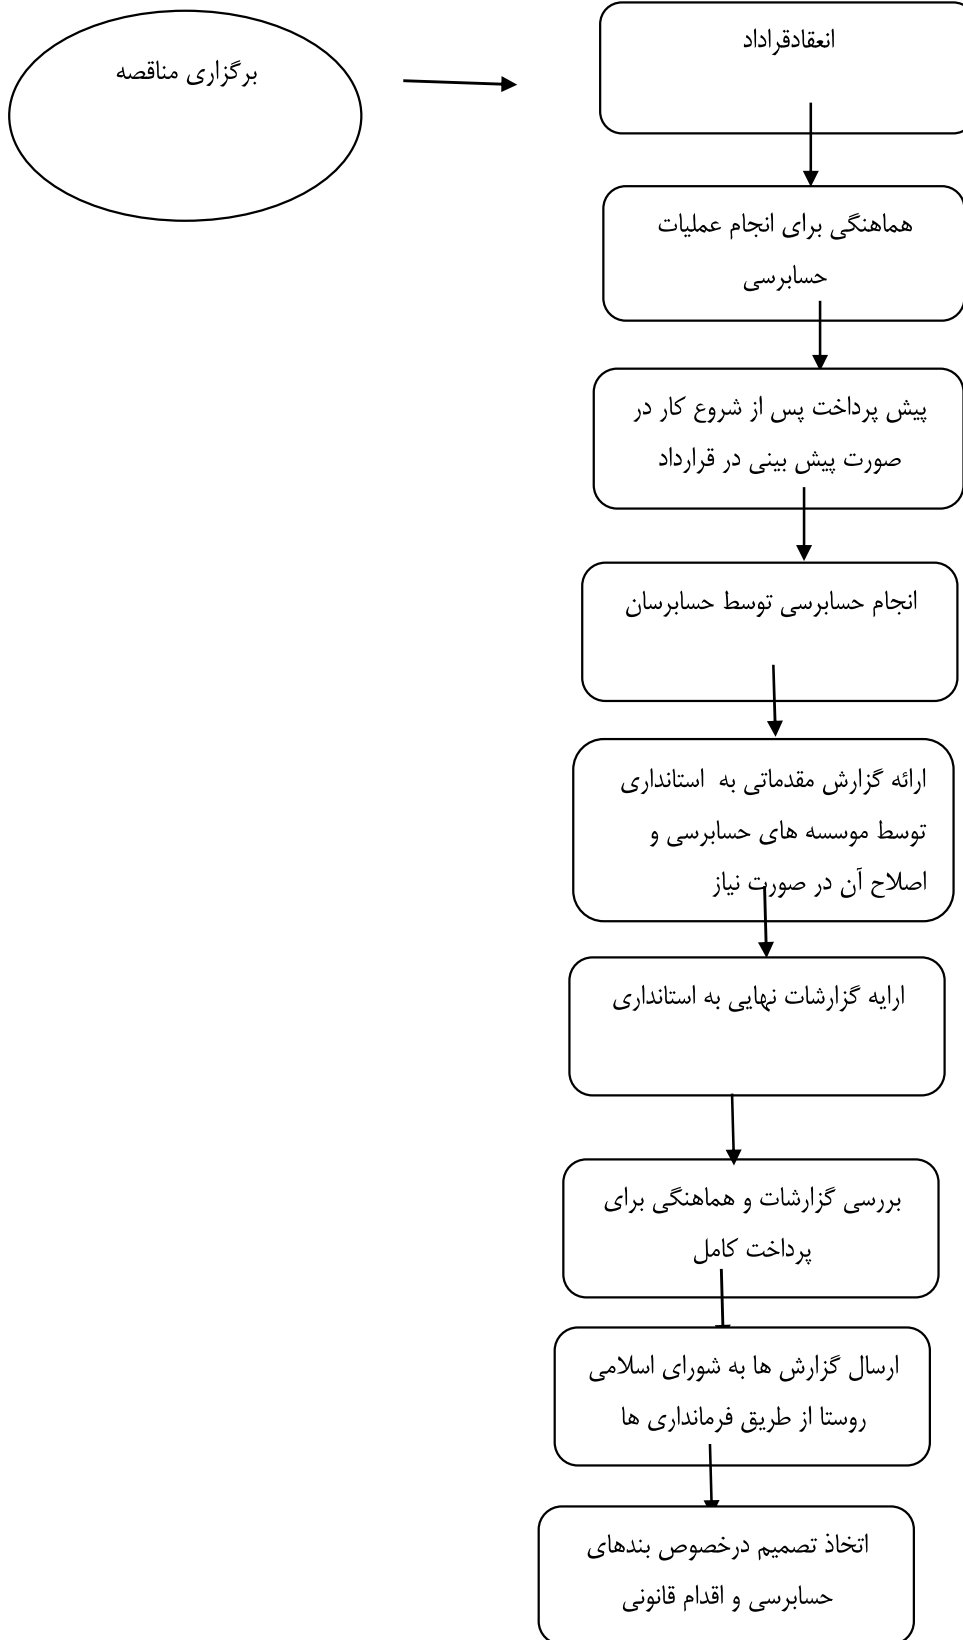 برگزاری مناقصه
انعقادقراداد
هماهنگی برای انجام عملیات
حسابرسی
پیش پرداخت پس از شروع کار در
صورت پیش بینی در قرارداد
انجام حسابرسی توسط حسابرسان
ارائه گزارش مقدماتی به استانداری
توسط موسسه های حسابرسی و
اصلاح آن در صورت نیاز
ارایه گزارشات نهایی به استانداری
بررسی گزارشات و هماهنگی برای
پرداخت کامل
ارسال گزارش ها به شورای اسلامی
روستا از طریق فرمانداری ها
اتخاذ تصمیم درخصوص بندهای
حسابرسی و اقدام قانونی